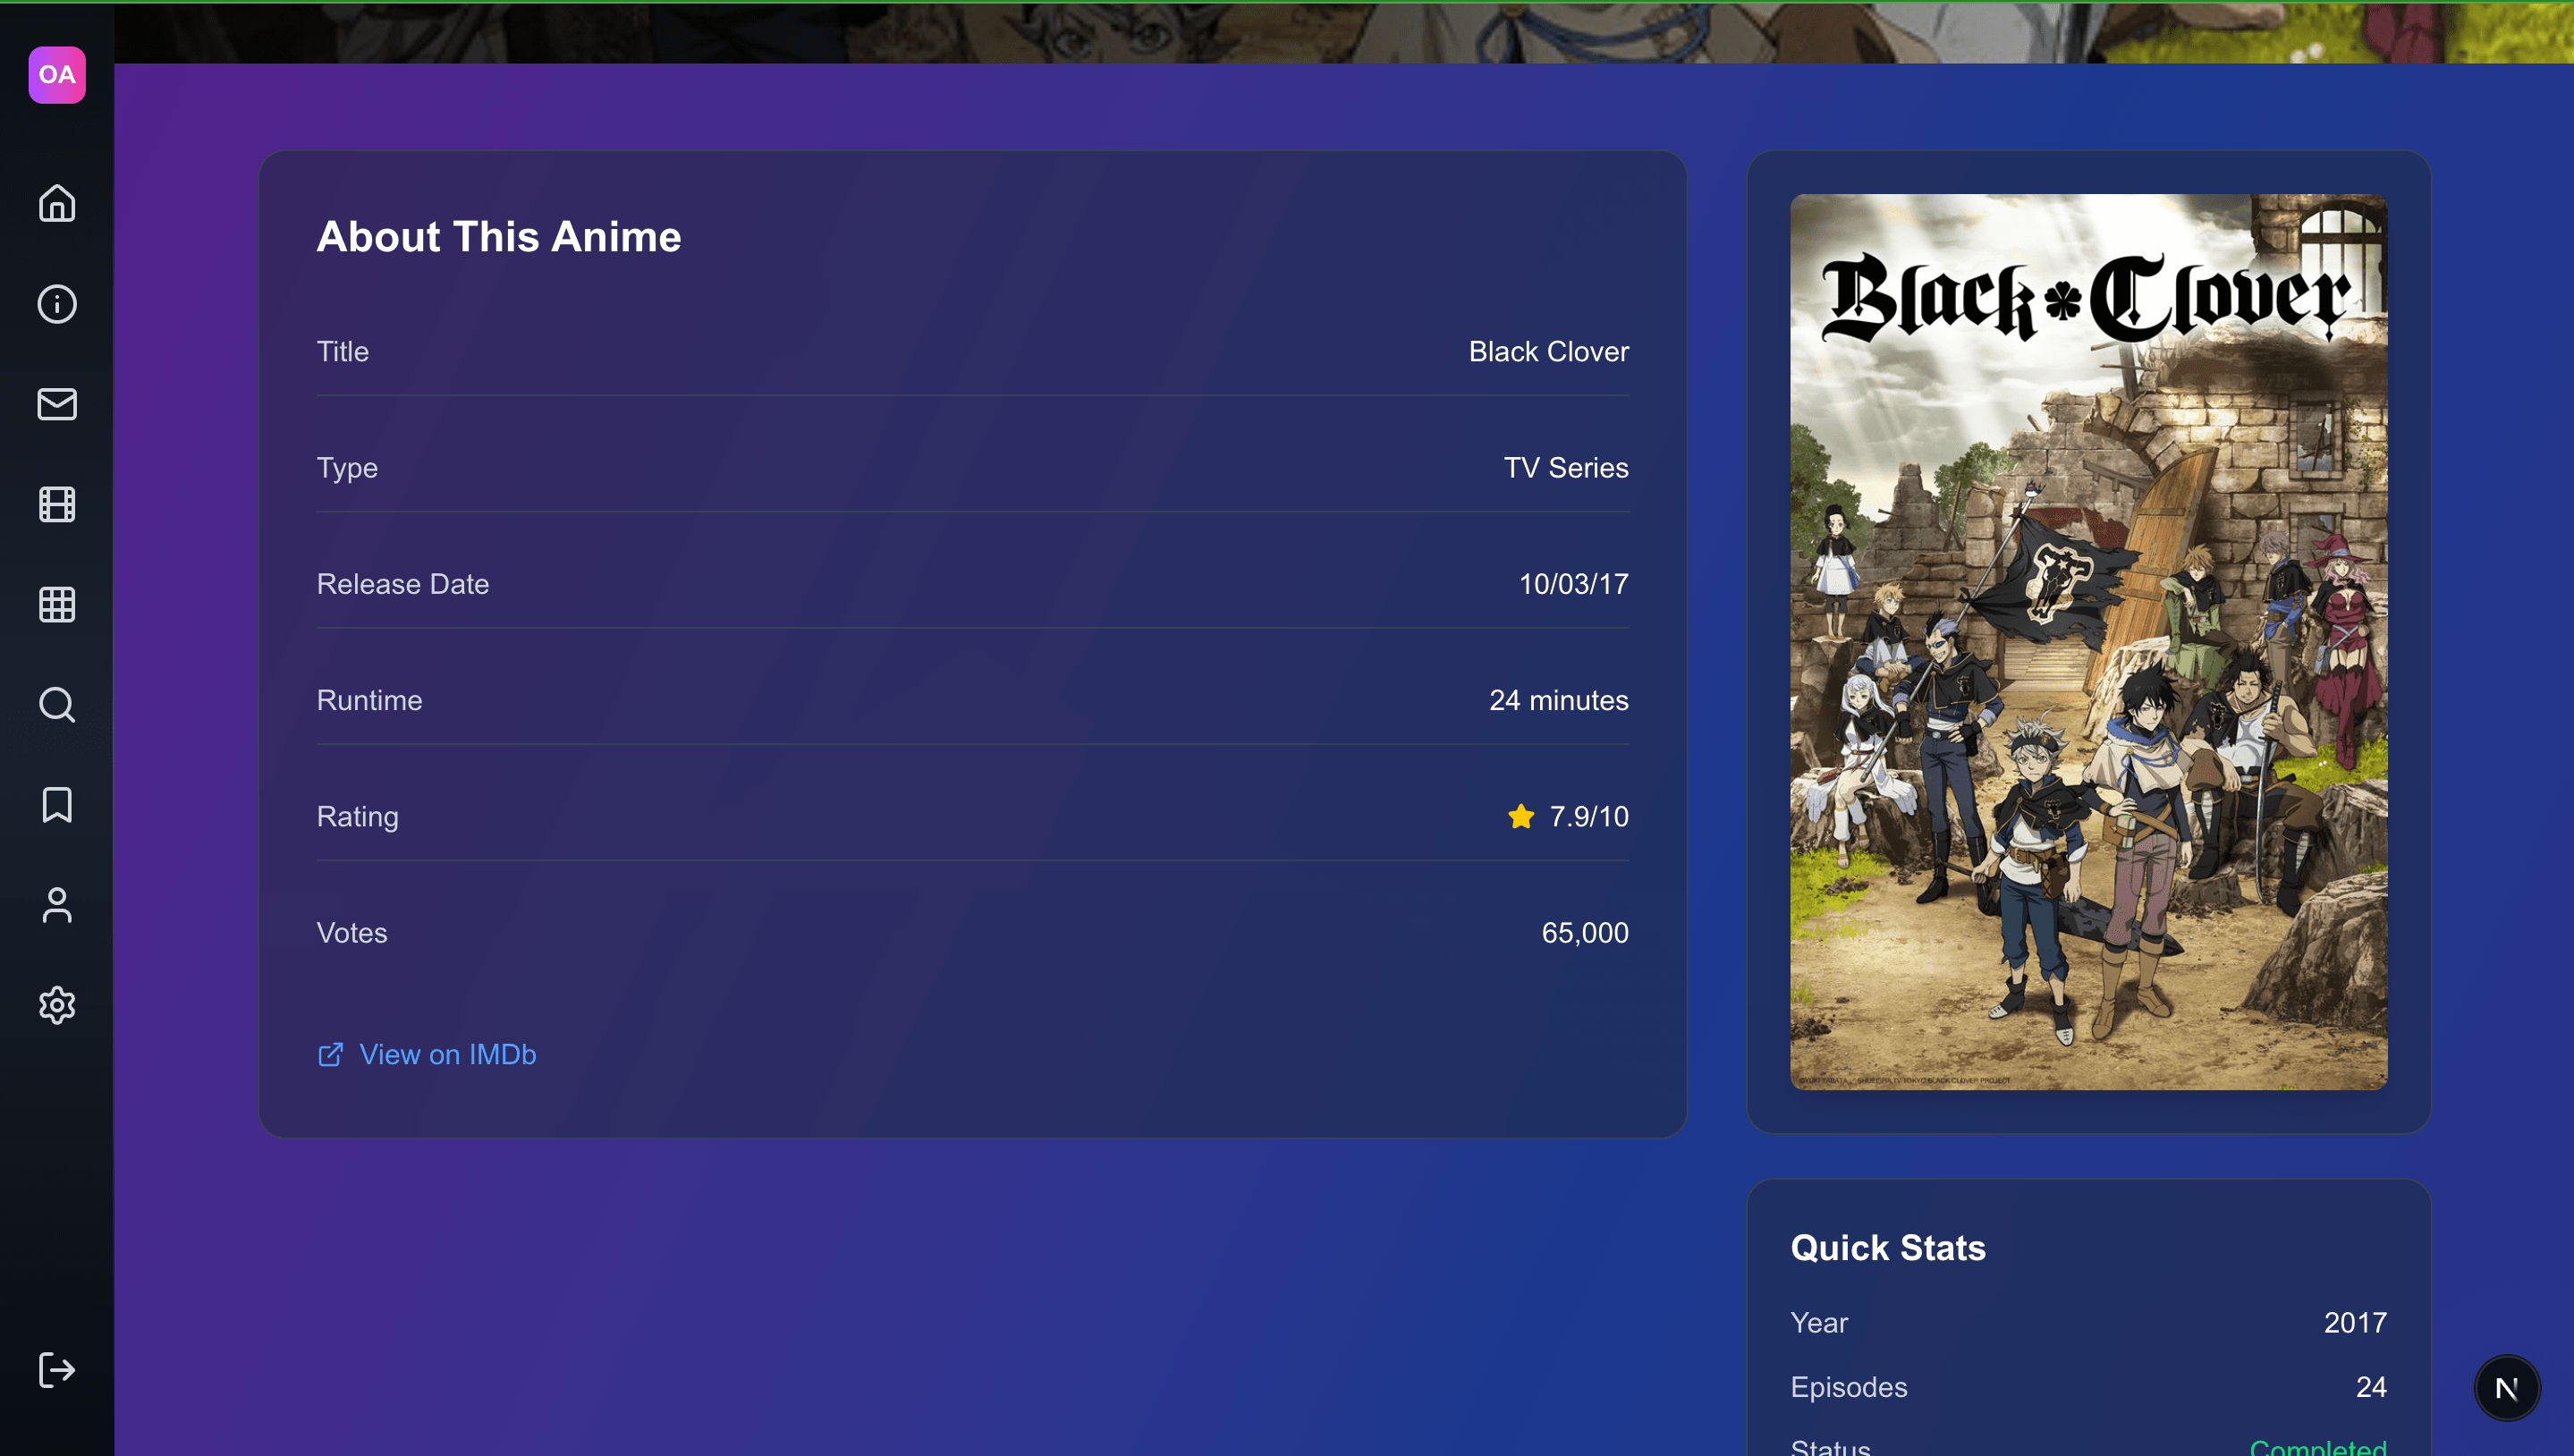 OA
About This Anime
Title Black Clover
Type TV Series
Release Date 10/03/17
Runtime 24 minutes
Rating 7.9/10
Votes 65,000
View on IMDb
Black Clover
Quick Stats
Year 2017
Episodes 24
Status Completed
N